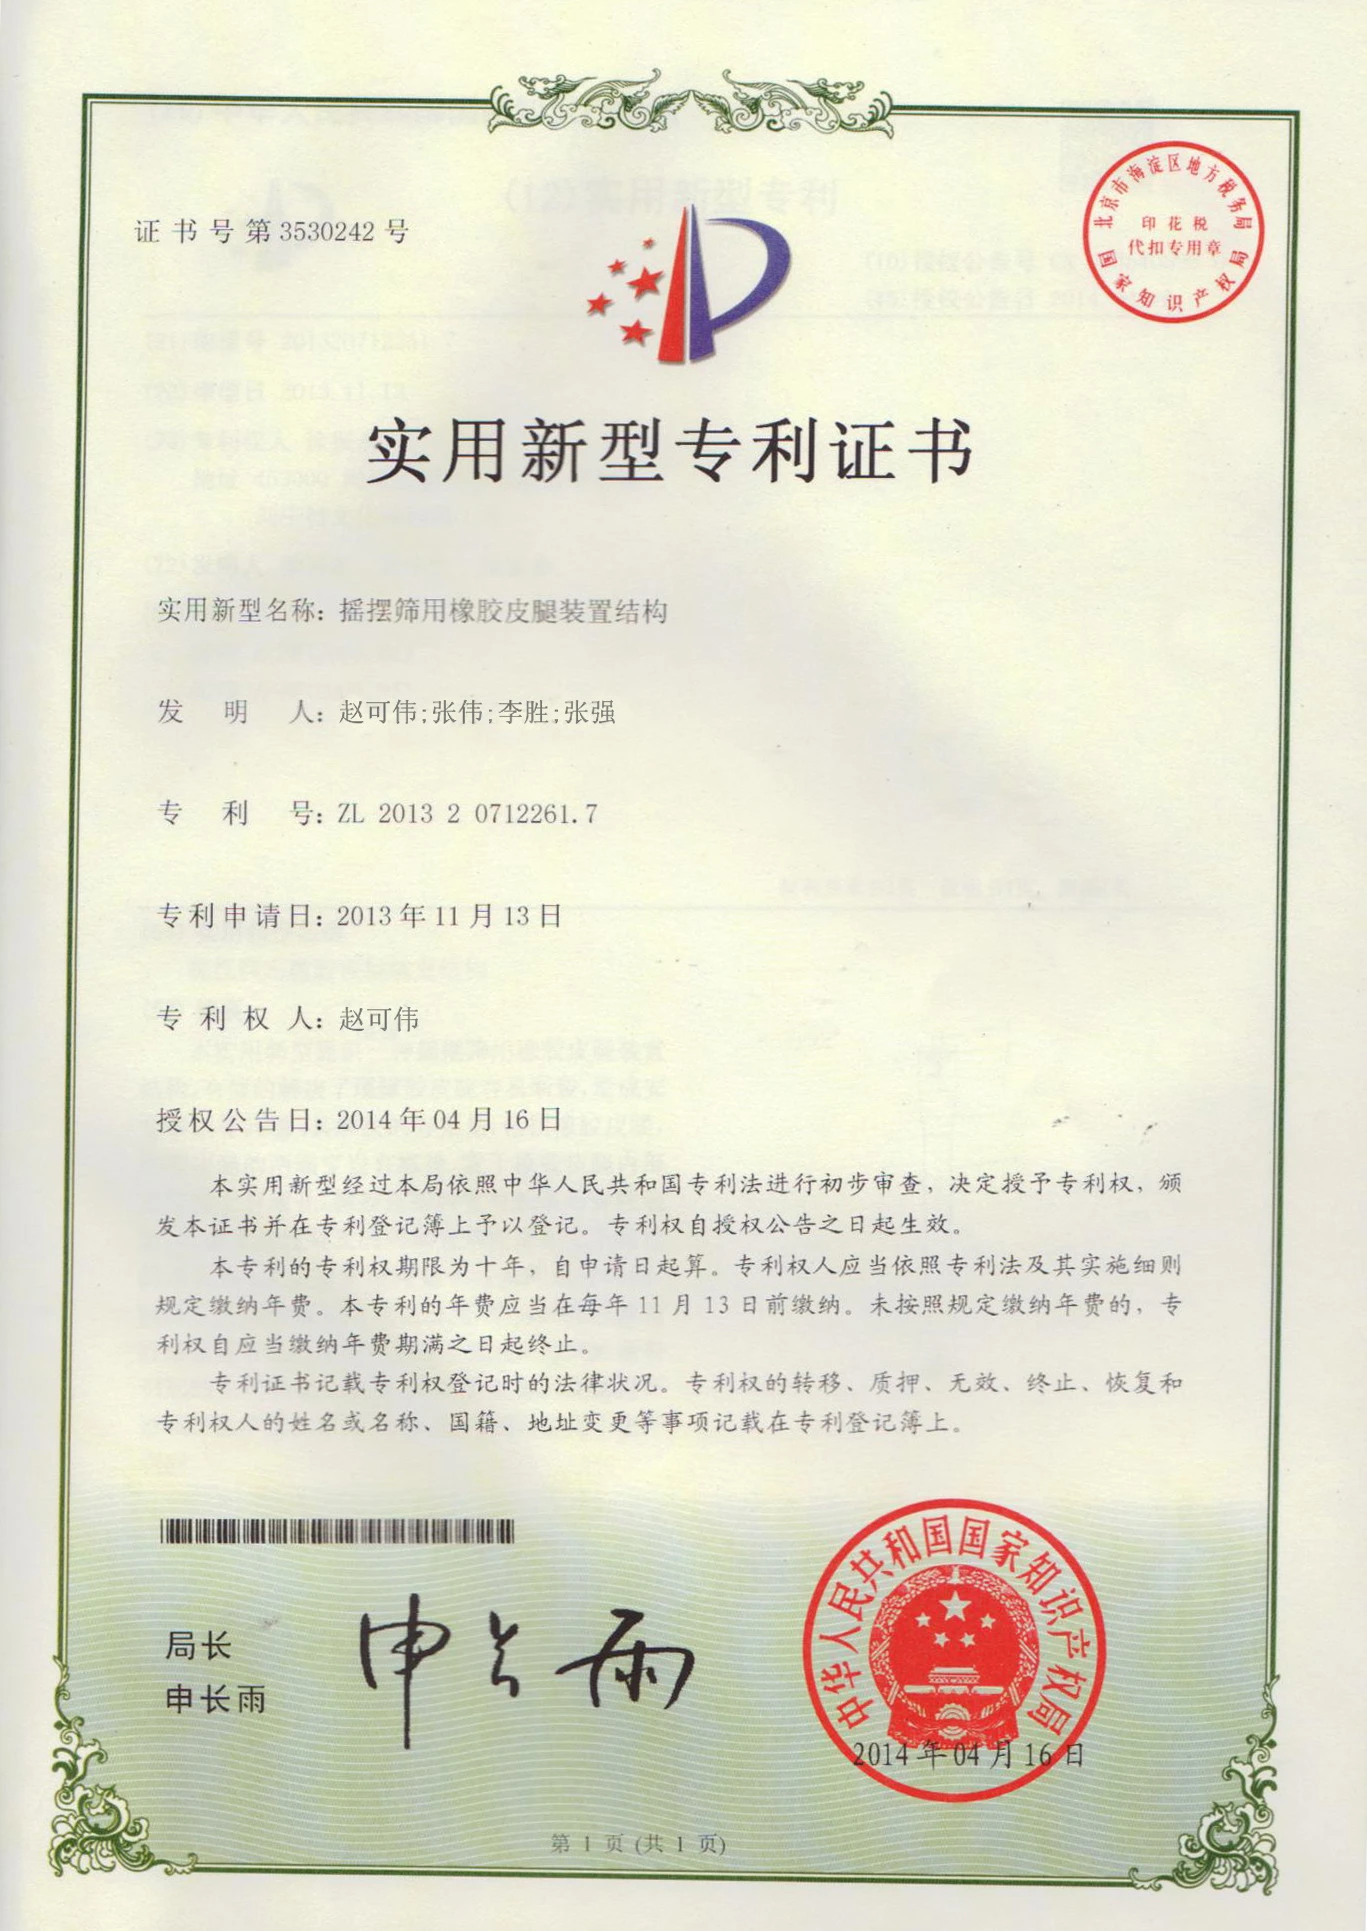 证书号第3530242号
北京市海淀区地方税务局
印花税
代扣专用章
国家知识产权局
实用新型专利证书
实用新型名称：摇摆筛用橡胶皮腿装置结构
发明人：赵可伟;张伟;李胜;张强
专利号：ZL 2013 2 0712261.7
专利申请日：2013年11月13日
专利权人：赵可伟
授权公告日：2014年04月16日
本实用新型经过本局依照中华人民共和国专利法进行初步审查，决定授予专利权，颁
发本证书并在专利登记簿上予以登记。专利权自授权公告之日起生效。
本专利的专利权期限为十年，自申请日起算。专利权人应当依照专利法及其实施细则
规定缴纳年费。本专利的年费应当在每年11月13日前缴纳。未按照规定缴纳年费的，专
利权自应当缴纳年费期满之日起终止。
专利证书记载专利权登记时的法律状况。专利权的转移、质押、无效、终止、恢复和
专利权人的姓名或名称、国籍、地址变更等事项记载在专利登记簿上。
局长
申长雨
申长雨
中华人民共和国国家知识产权局
2014年04月16日
第1页(共1页)